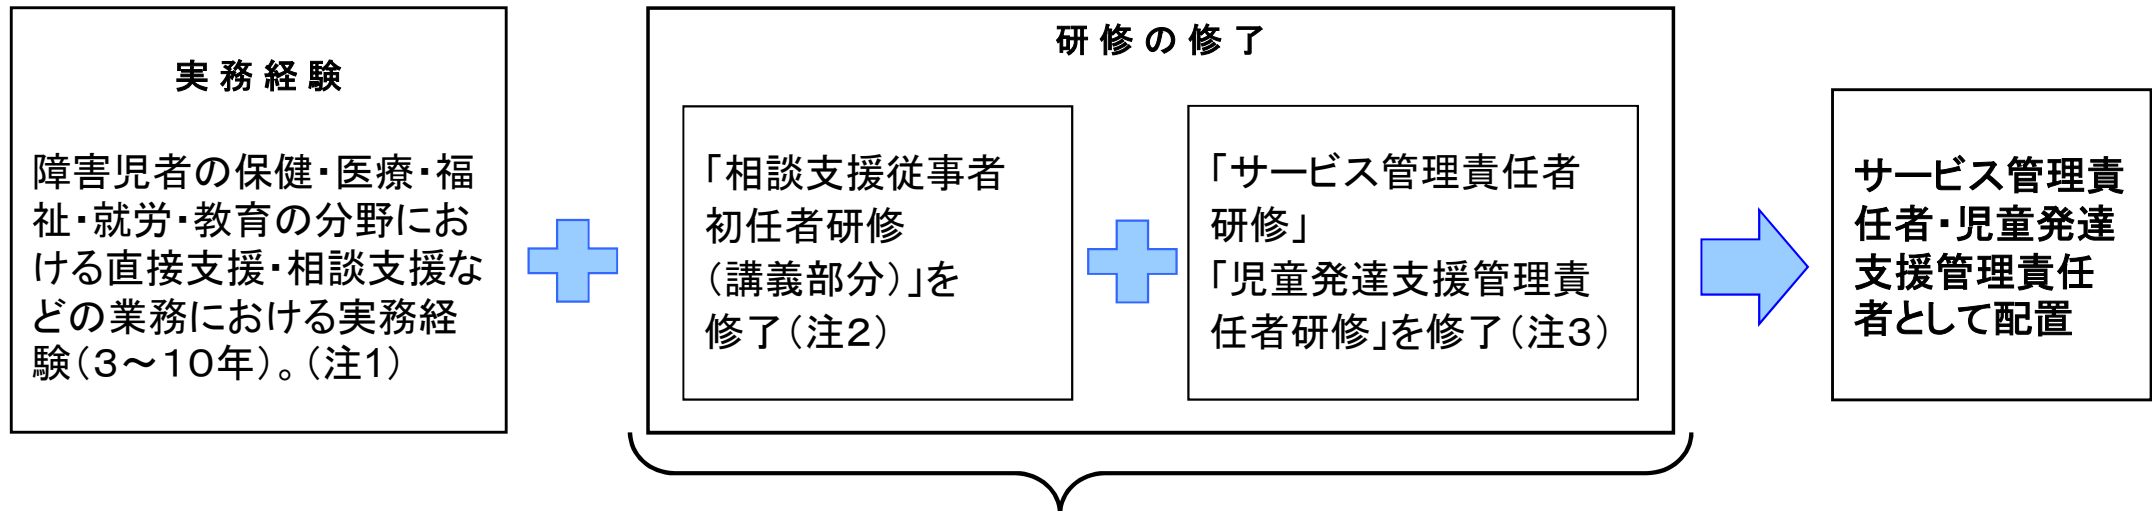 実務経験
障害児者の保健・医療・福
祉・就労・教育の分野にお
ける直接支援・相談支援な
どの業務における実務経
験(3～10年)。(注1)
研修の修了
「相談支援従事者
初任者研修
(講義部分)」を
修了(注2)
「サービス管理責任者
研修」
「児童発達支援管理責
任者研修」を修了(注3)
サービス管理責
任者・児童発達
支援管理責任
者として配置